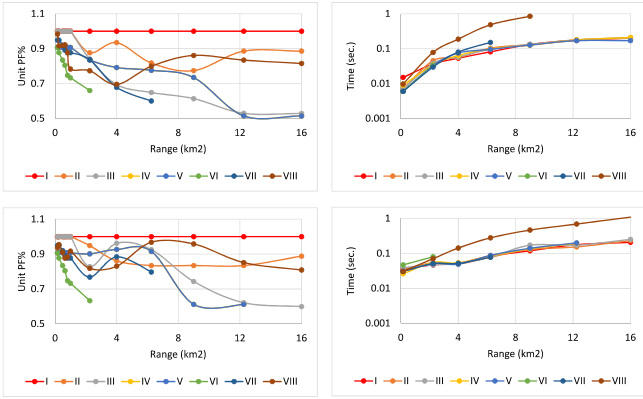 Unit PF%
1.1
0.9
0.7
0.5
0 4 8 12 16
Range (km2)
I II III IV V VI VII VIII
Time (sec.)
1
0.1
0.01
0.001
0 4 8 12 16
Range (km2)
I II III IV V VI VII VIII
Unit PF%
1.1
0.9
0.7
0.5
0 4 8 12 16
Range (km2)
I II III IV V VI VII VIII
Time (sec.)
1
0.1
0.01
0.001
0 4 8 12 16
Range (km2)
I II III IV V VI VII VIII